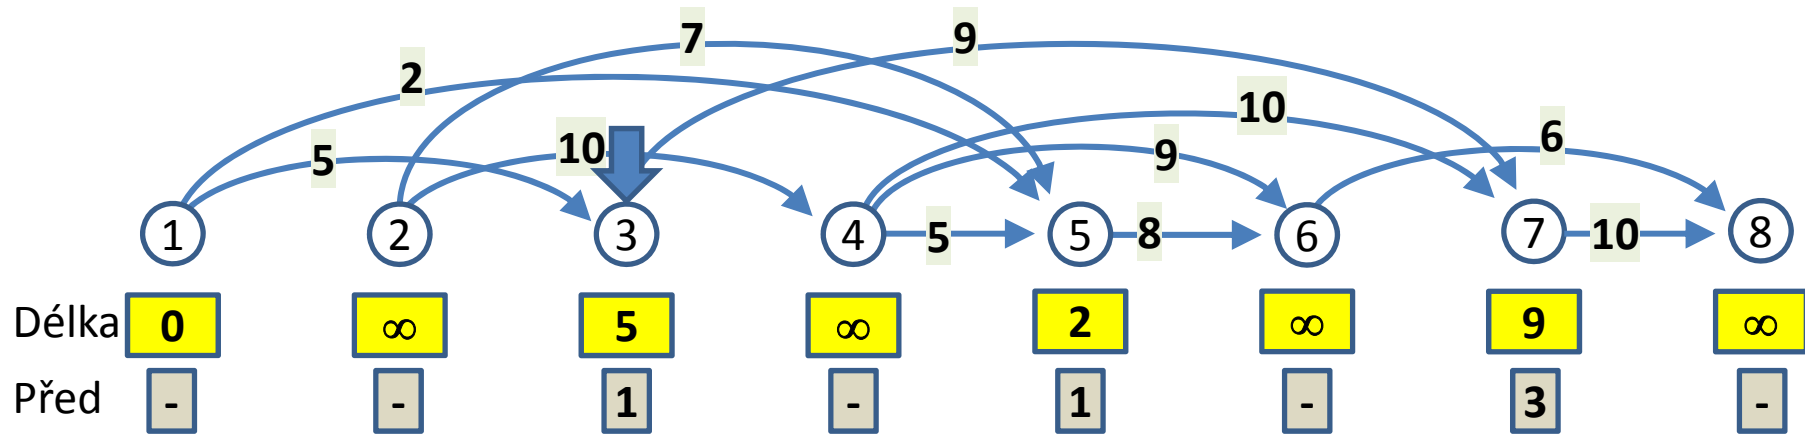 7 9
2 10 6
5 10 9
1 2 3 4 5 5 8 6 7 10 8
Délka 0 ∞ 5 ∞ 2 ∞ 9 ∞
Před - - 1 - 1 - 3 -